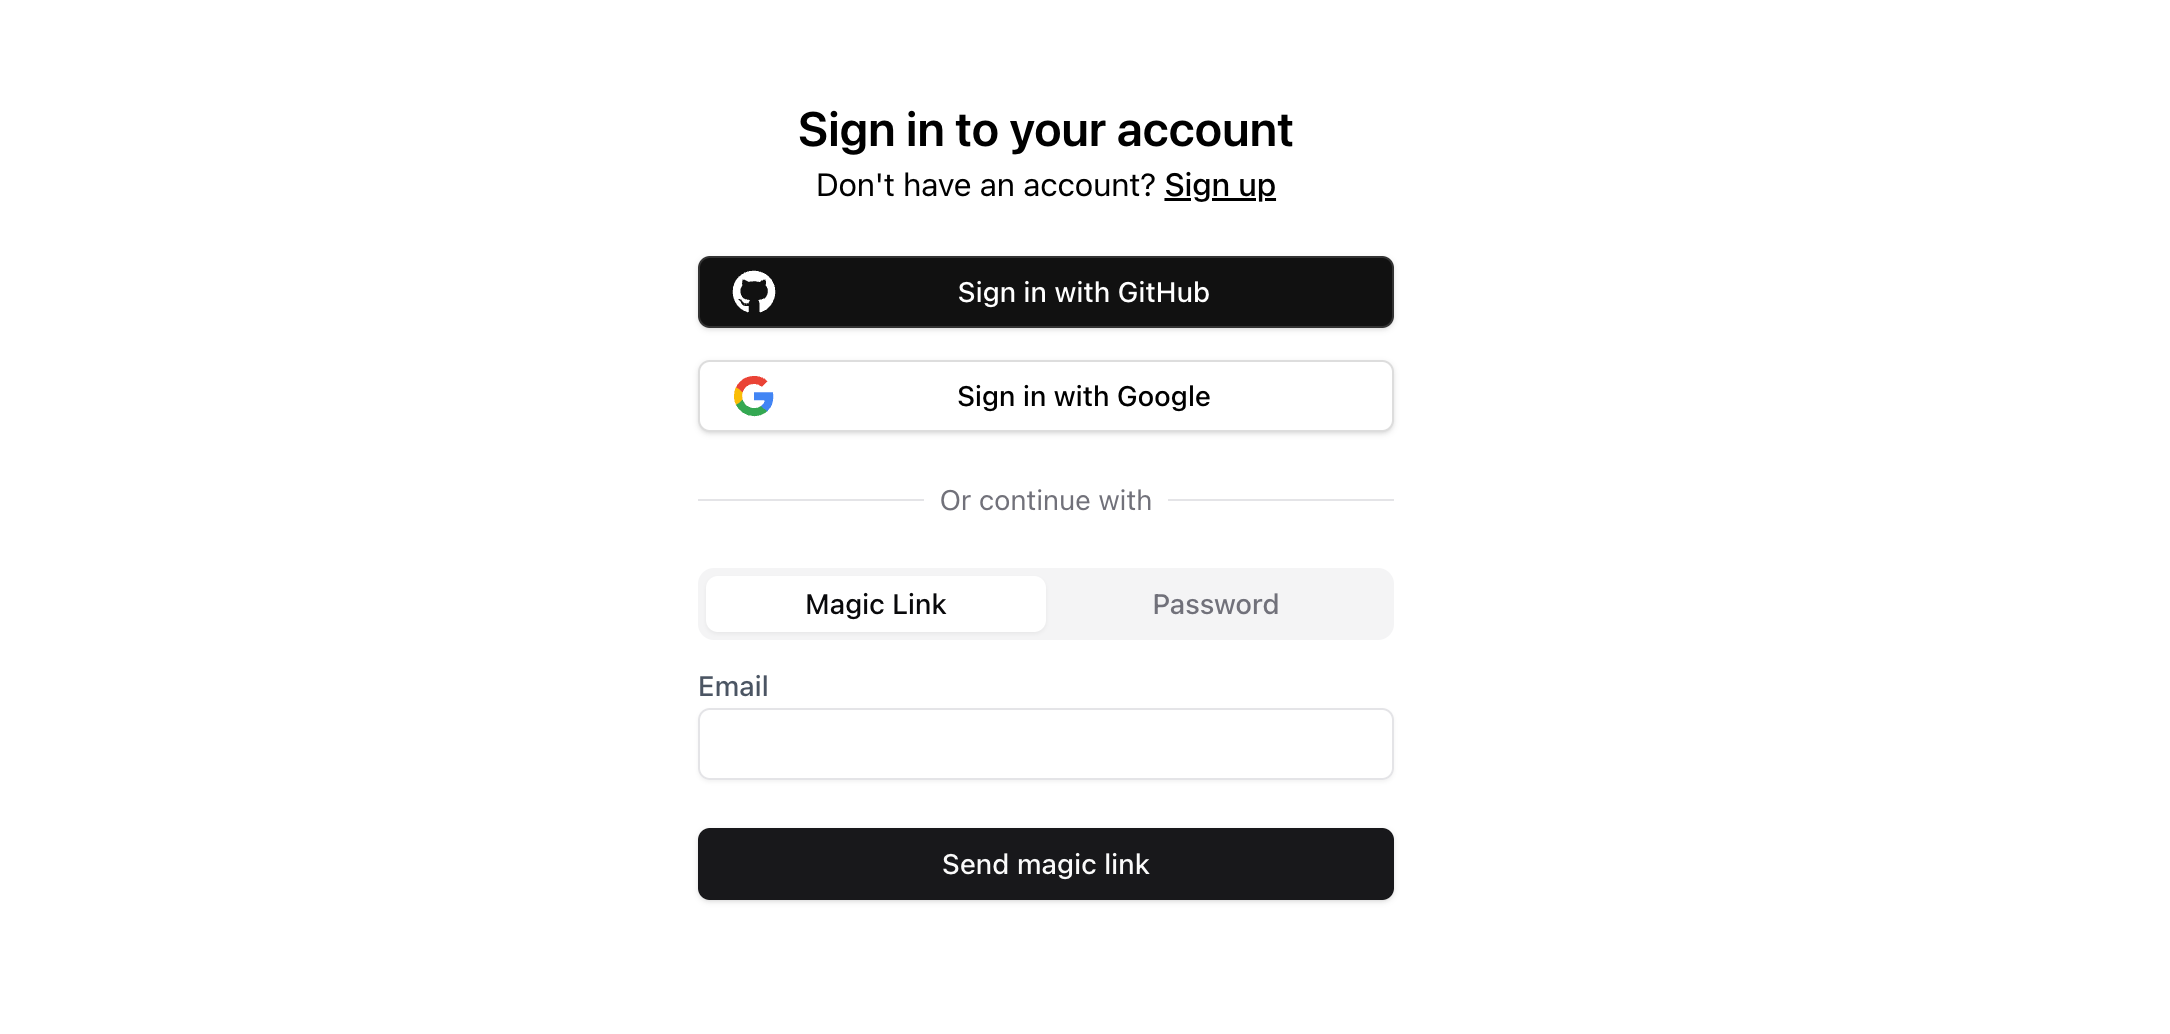 Sign in to your account
Don't have an account? Sign up
Sign in with GitHub
Sign in with Google
Or continue with
Magic Link
Password
Email
Send magic link